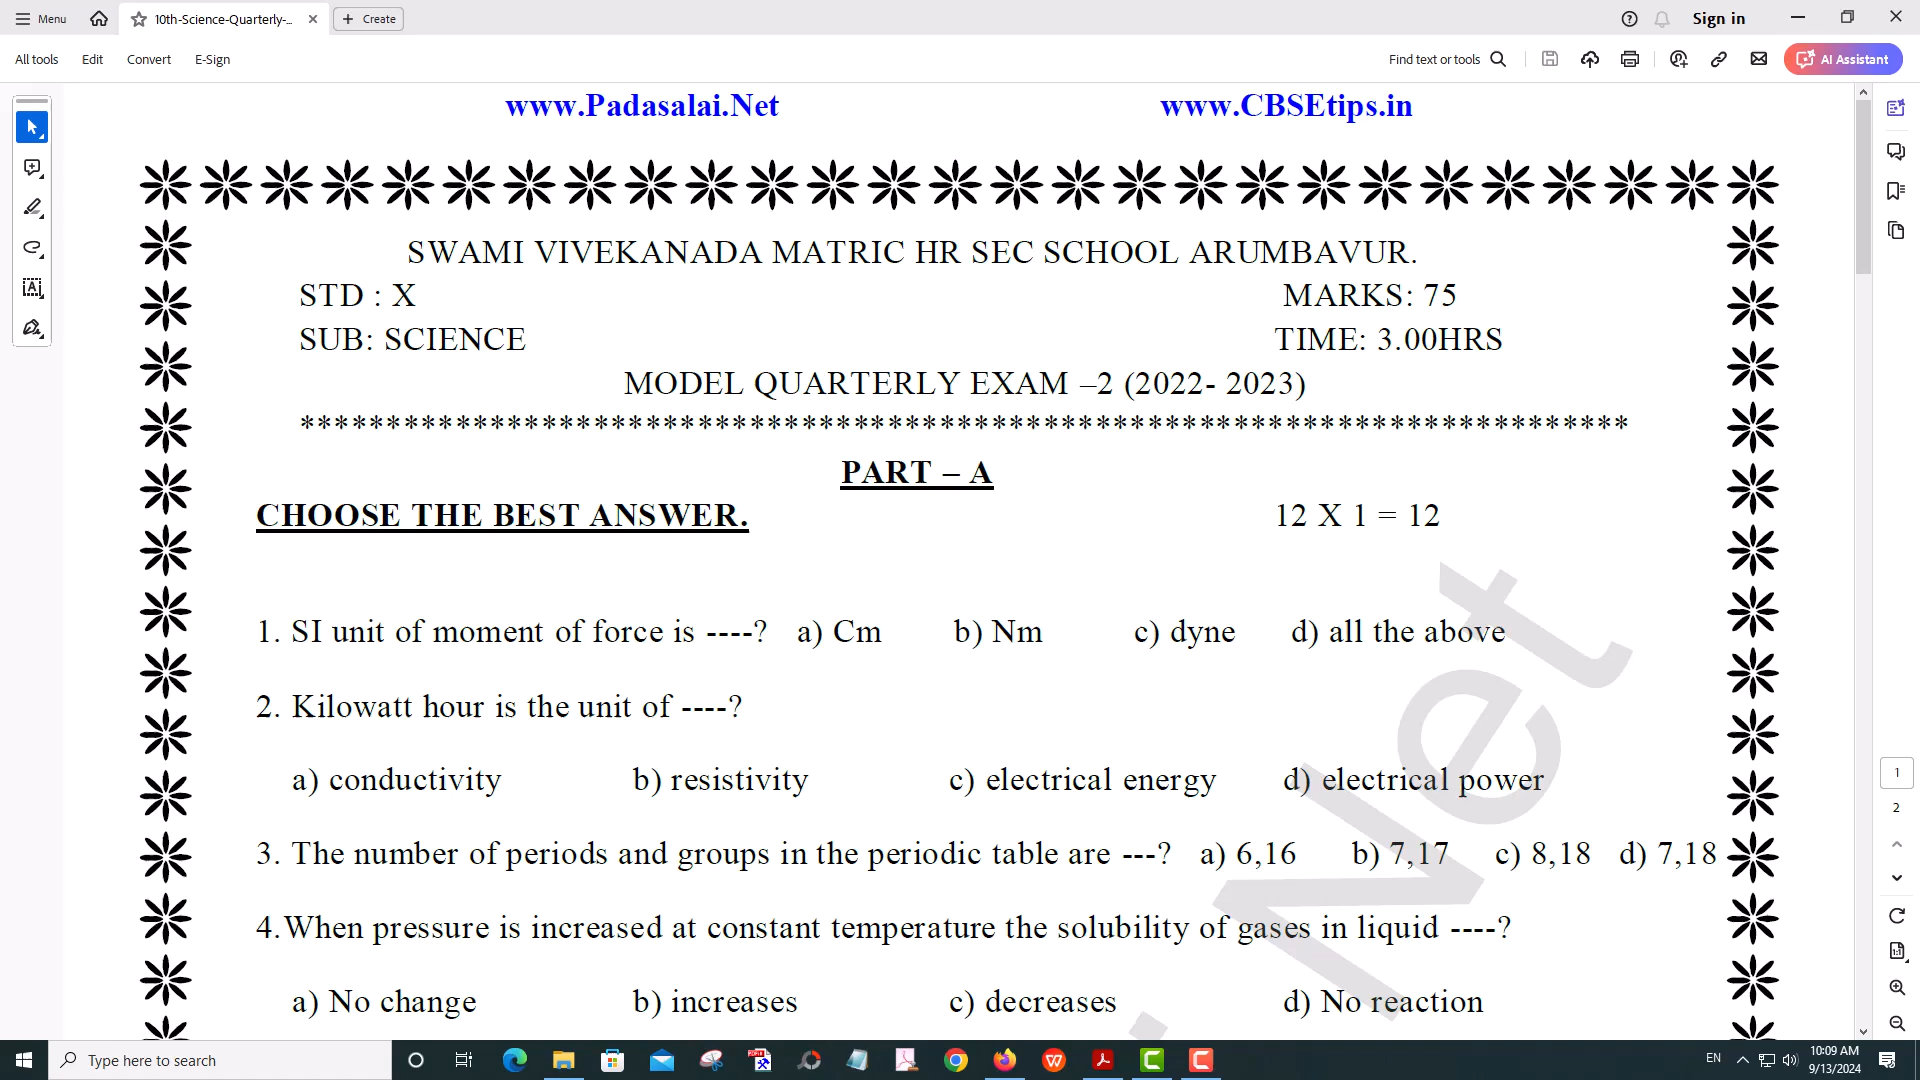 Menu
10th-Science-Quarterly-...
Create
Sign in
All tools
Edit
Convert
E-Sign
Find text or tools
AI Assistant
www.Padasalai.Net www.CBSEtips.in
SWAMI VIVEKANADA MATRIC HR SEC SCHOOL ARUMBAVUR.
STD : X MARKS: 75
SUB: SCIENCE TIME: 3.00HRS
MODEL QUARTERLY EXAM –2 (2022- 2023)
*****************************************************************************
PART – A
CHOOSE THE BEST ANSWER. 12 X 1 = 12
1. SI unit of moment of force is ----? a) Cm b) Nm c) dyne d) all the above
2. Kilowatt hour is the unit of ----?
a) conductivity b) resistivity c) electrical energy d) electrical power
3. The number of periods and groups in the periodic table are ---? a) 6,16 b) 7,17 c) 8,18 d) 7,18
4.When pressure is increased at constant temperature the solubility of gases in liquid ----?
a) No change b) increases c) decreases d) No reaction
i Net
1
2
Type here to search
EN
10:09 AM
9/13/2024